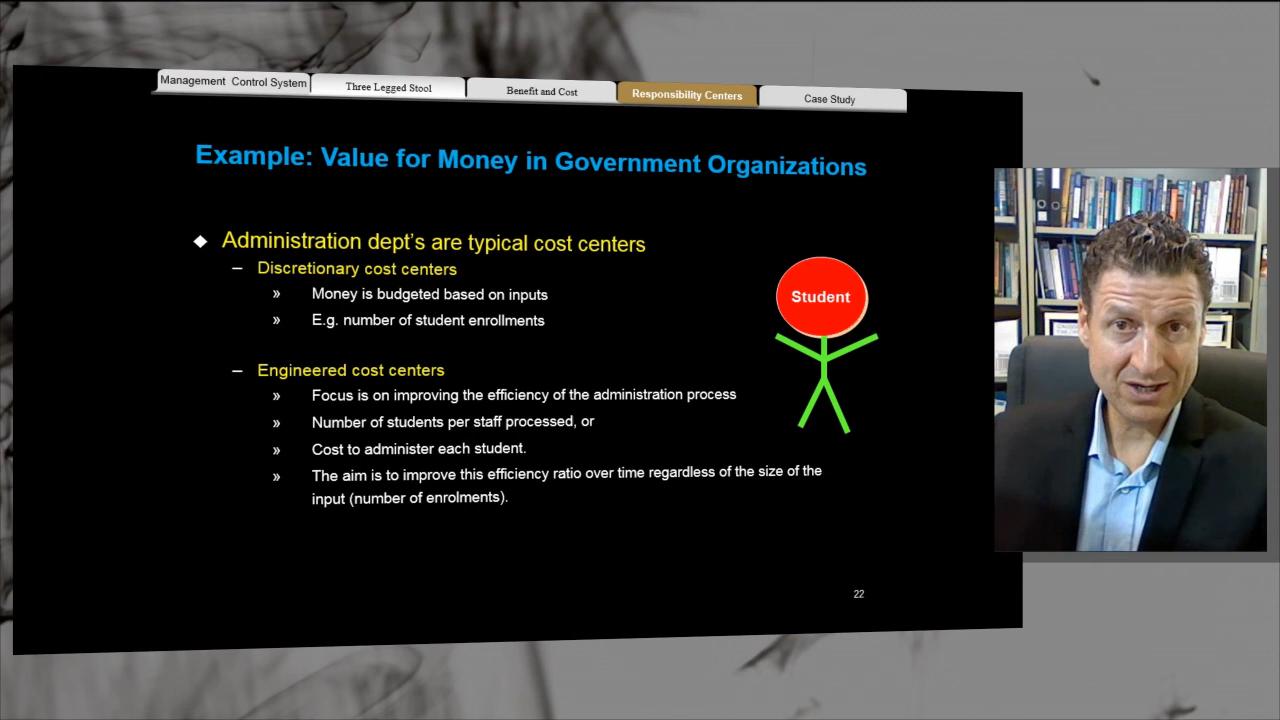 Management Control System
Three Legged Stool
Benefit and Cost
Responsibility Centers
Case Study
Example: Value for Money in Government Organizations
Administration dept's are typical cost centers
– Discretionary cost centers
» Money is budgeted based on inputs
» E.g. number of student enrollments
Student
– Engineered cost centers
» Focus is on improving the efficiency of the administration process
» Number of students per staff processed, or
» Cost to administer each student.
» The aim is to improve this efficiency ratio over time regardless of the size of the
input (number of enrolments).
22